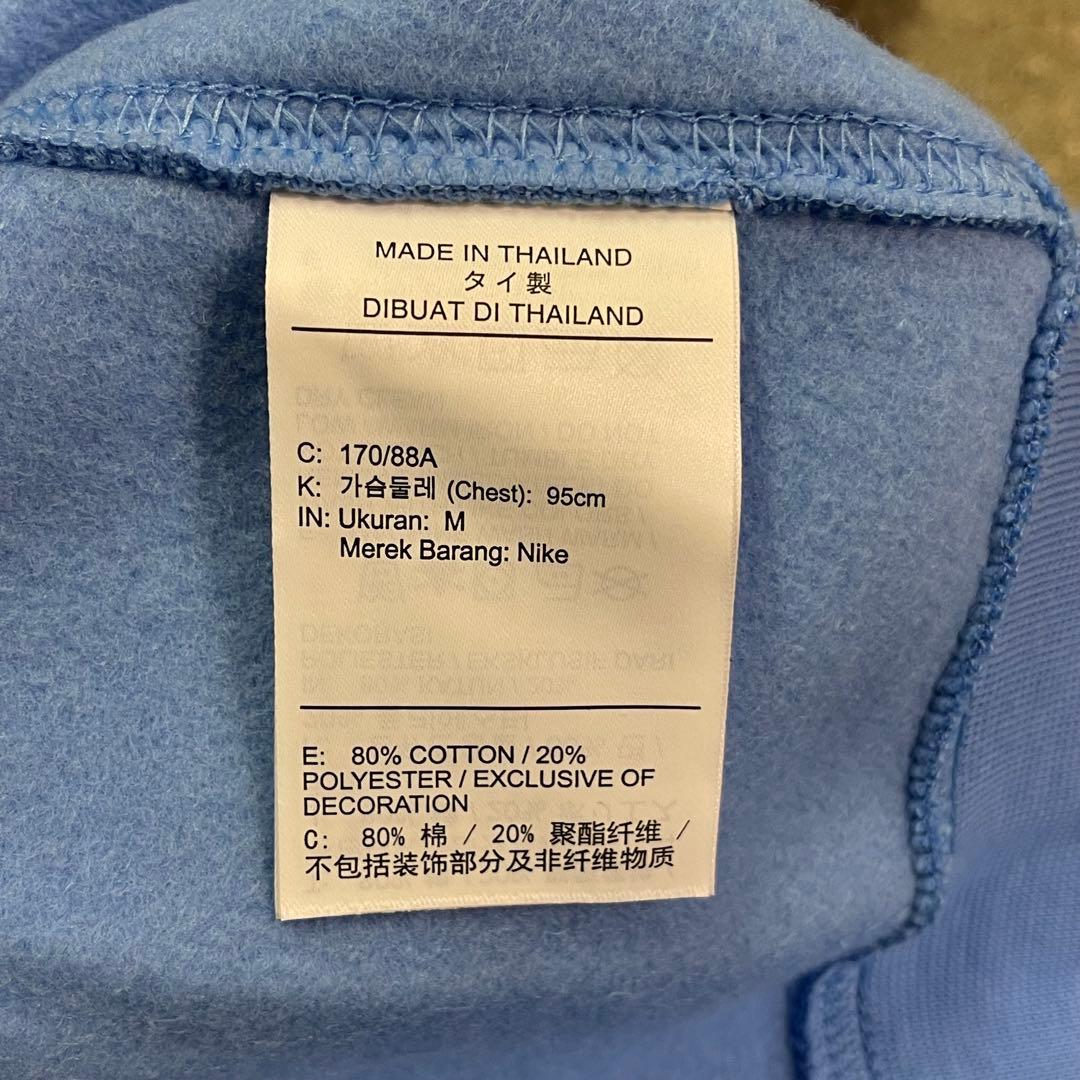 MADE IN THAILAND
タイ製
DIBUAT DI THAILAND
C: 170/88A
K: 가슴둘레 (Chest): 95cm
IN: Ukuran: M
Merek Barang: Nike
E: 80% COTTON / 20%
POLYESTER / EXCLUSIVE OF
DECORATION
C: 80% 棉 / 20% 聚酯纤维 /
不包括装饰部分及非纤维物质